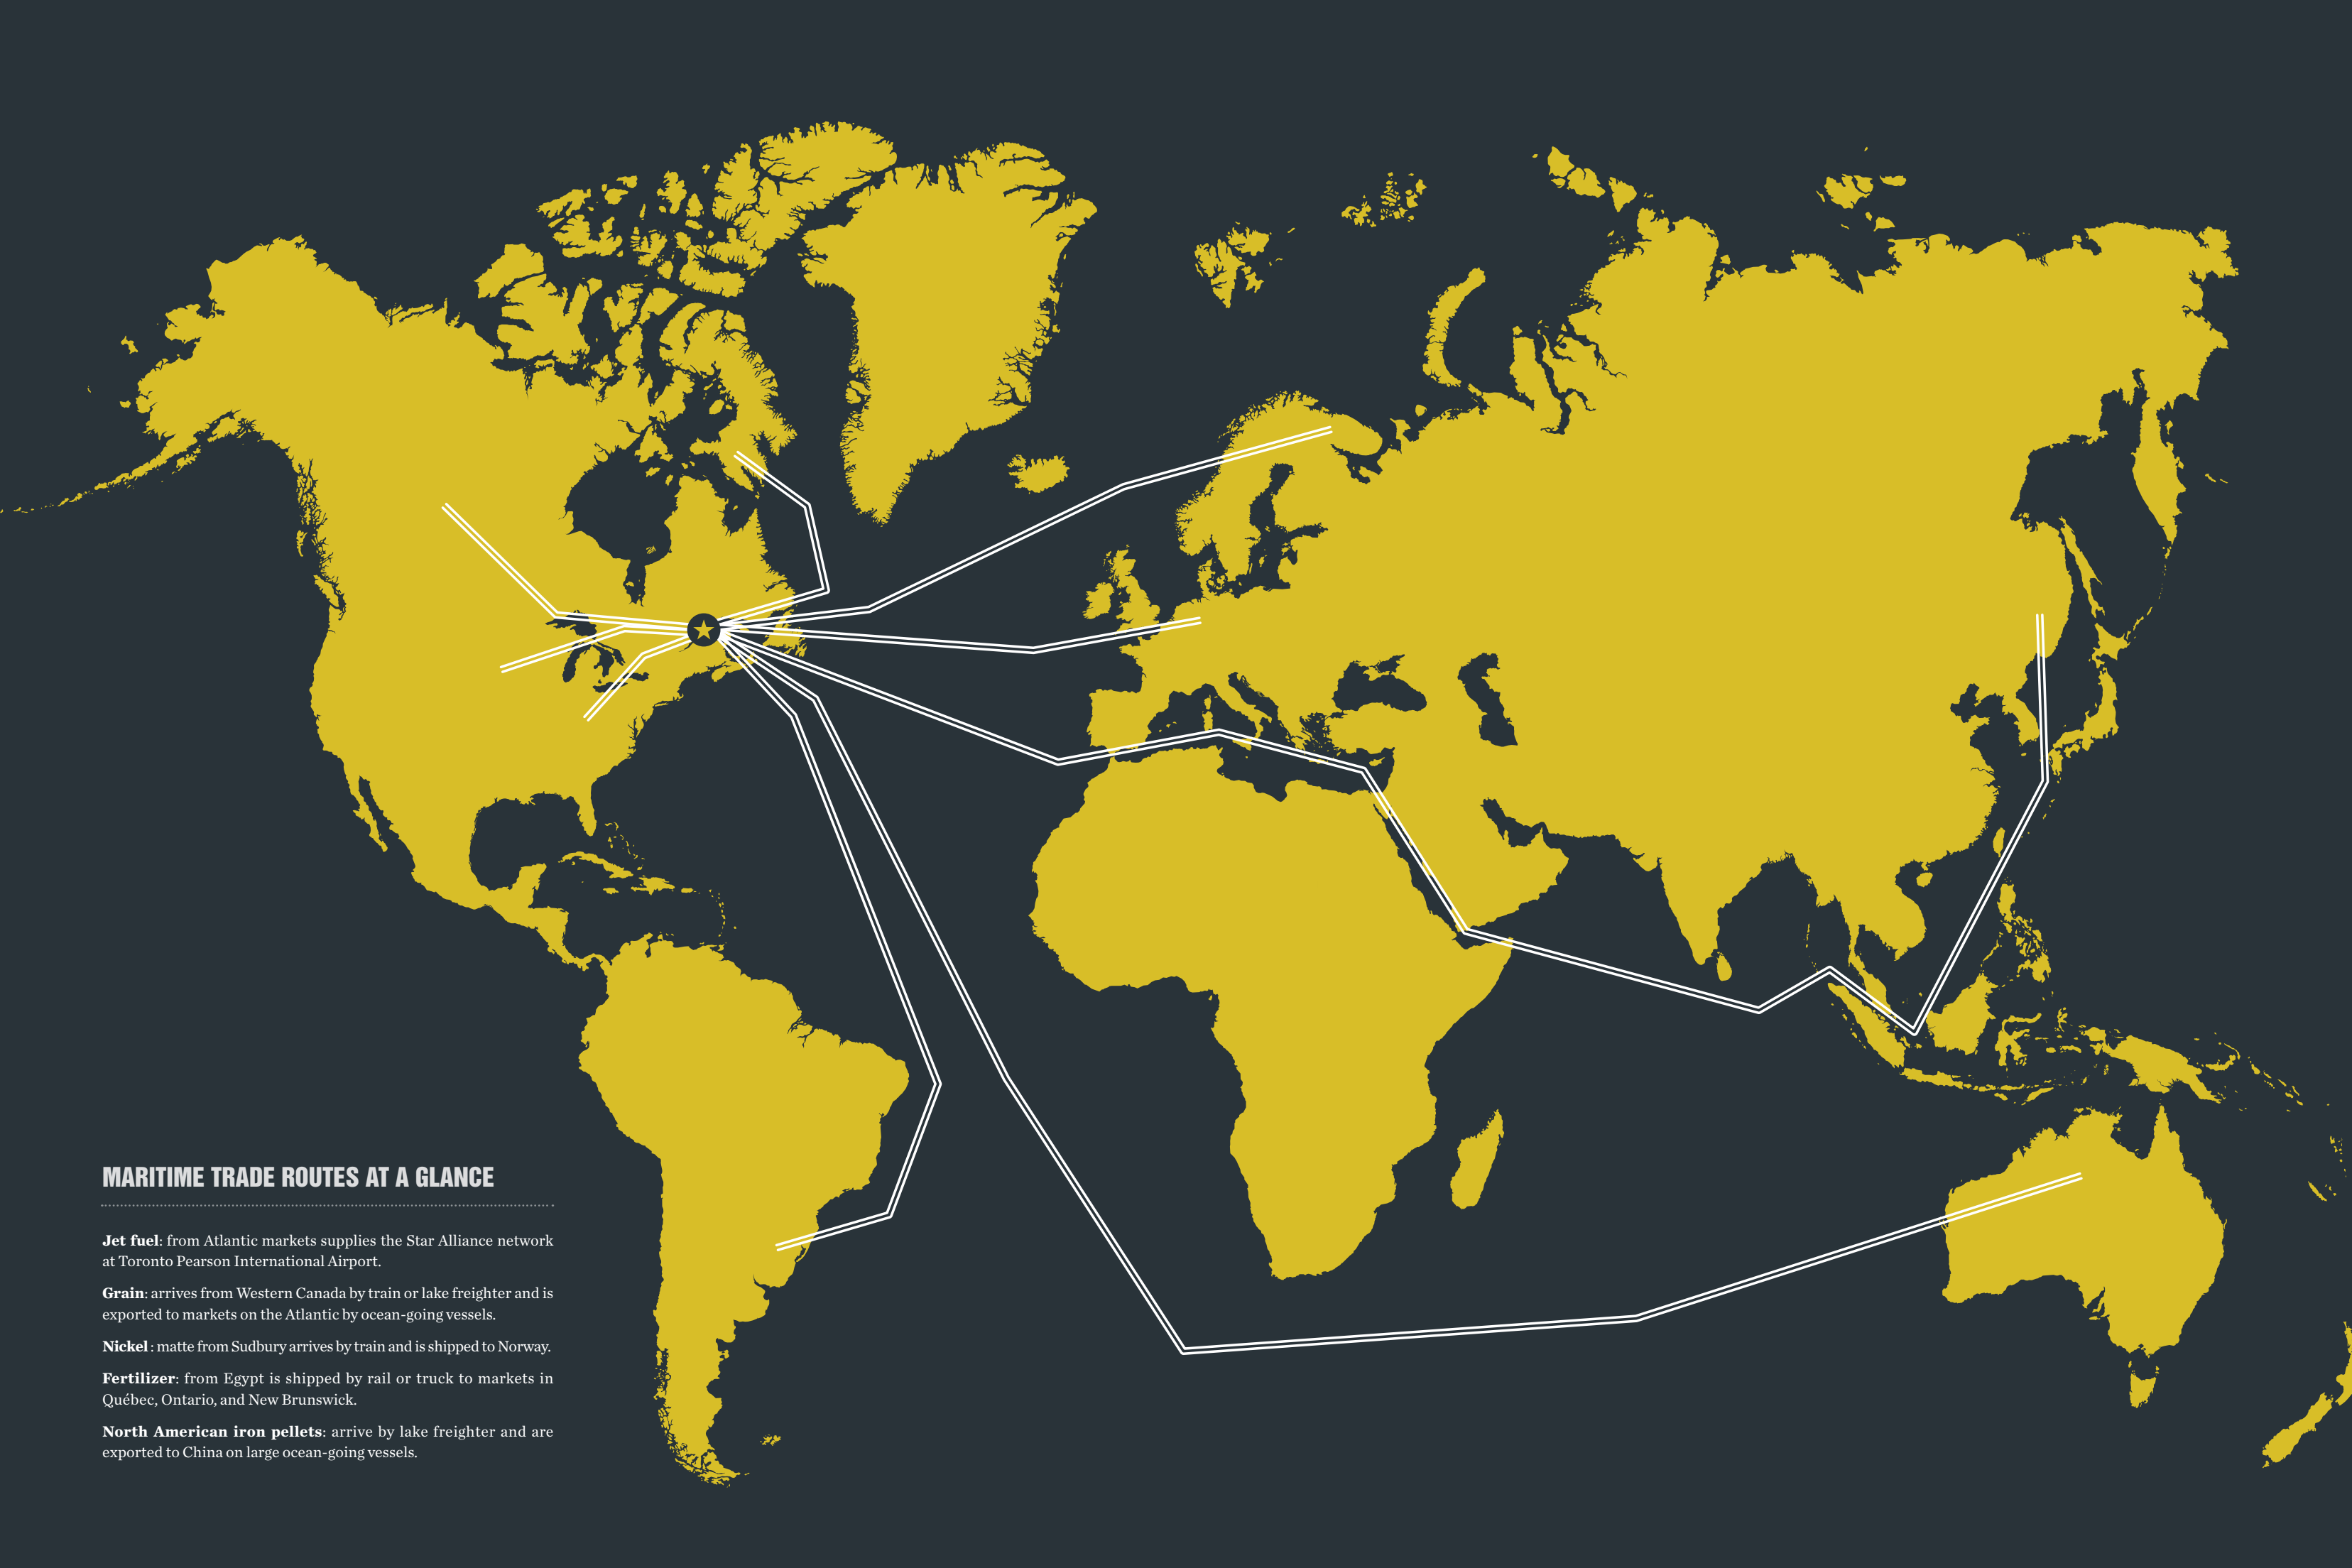 MARITIME TRADE ROUTES AT A GLANCE
Jet fuel: from Atlantic markets supplies the Star Alliance network
at Toronto Pearson International Airport.
Grain: arrives from Western Canada by train or lake freighter and is
exported to markets on the Atlantic by ocean-going vessels.
Nickel : matte from Sudbury arrives by train and is shipped to Norway.
Fertilizer: from Egypt is shipped by rail or truck to markets in
Québec, Ontario, and New Brunswick.
North American iron pellets: arrive by lake freighter and are
exported to China on large ocean-going vessels.